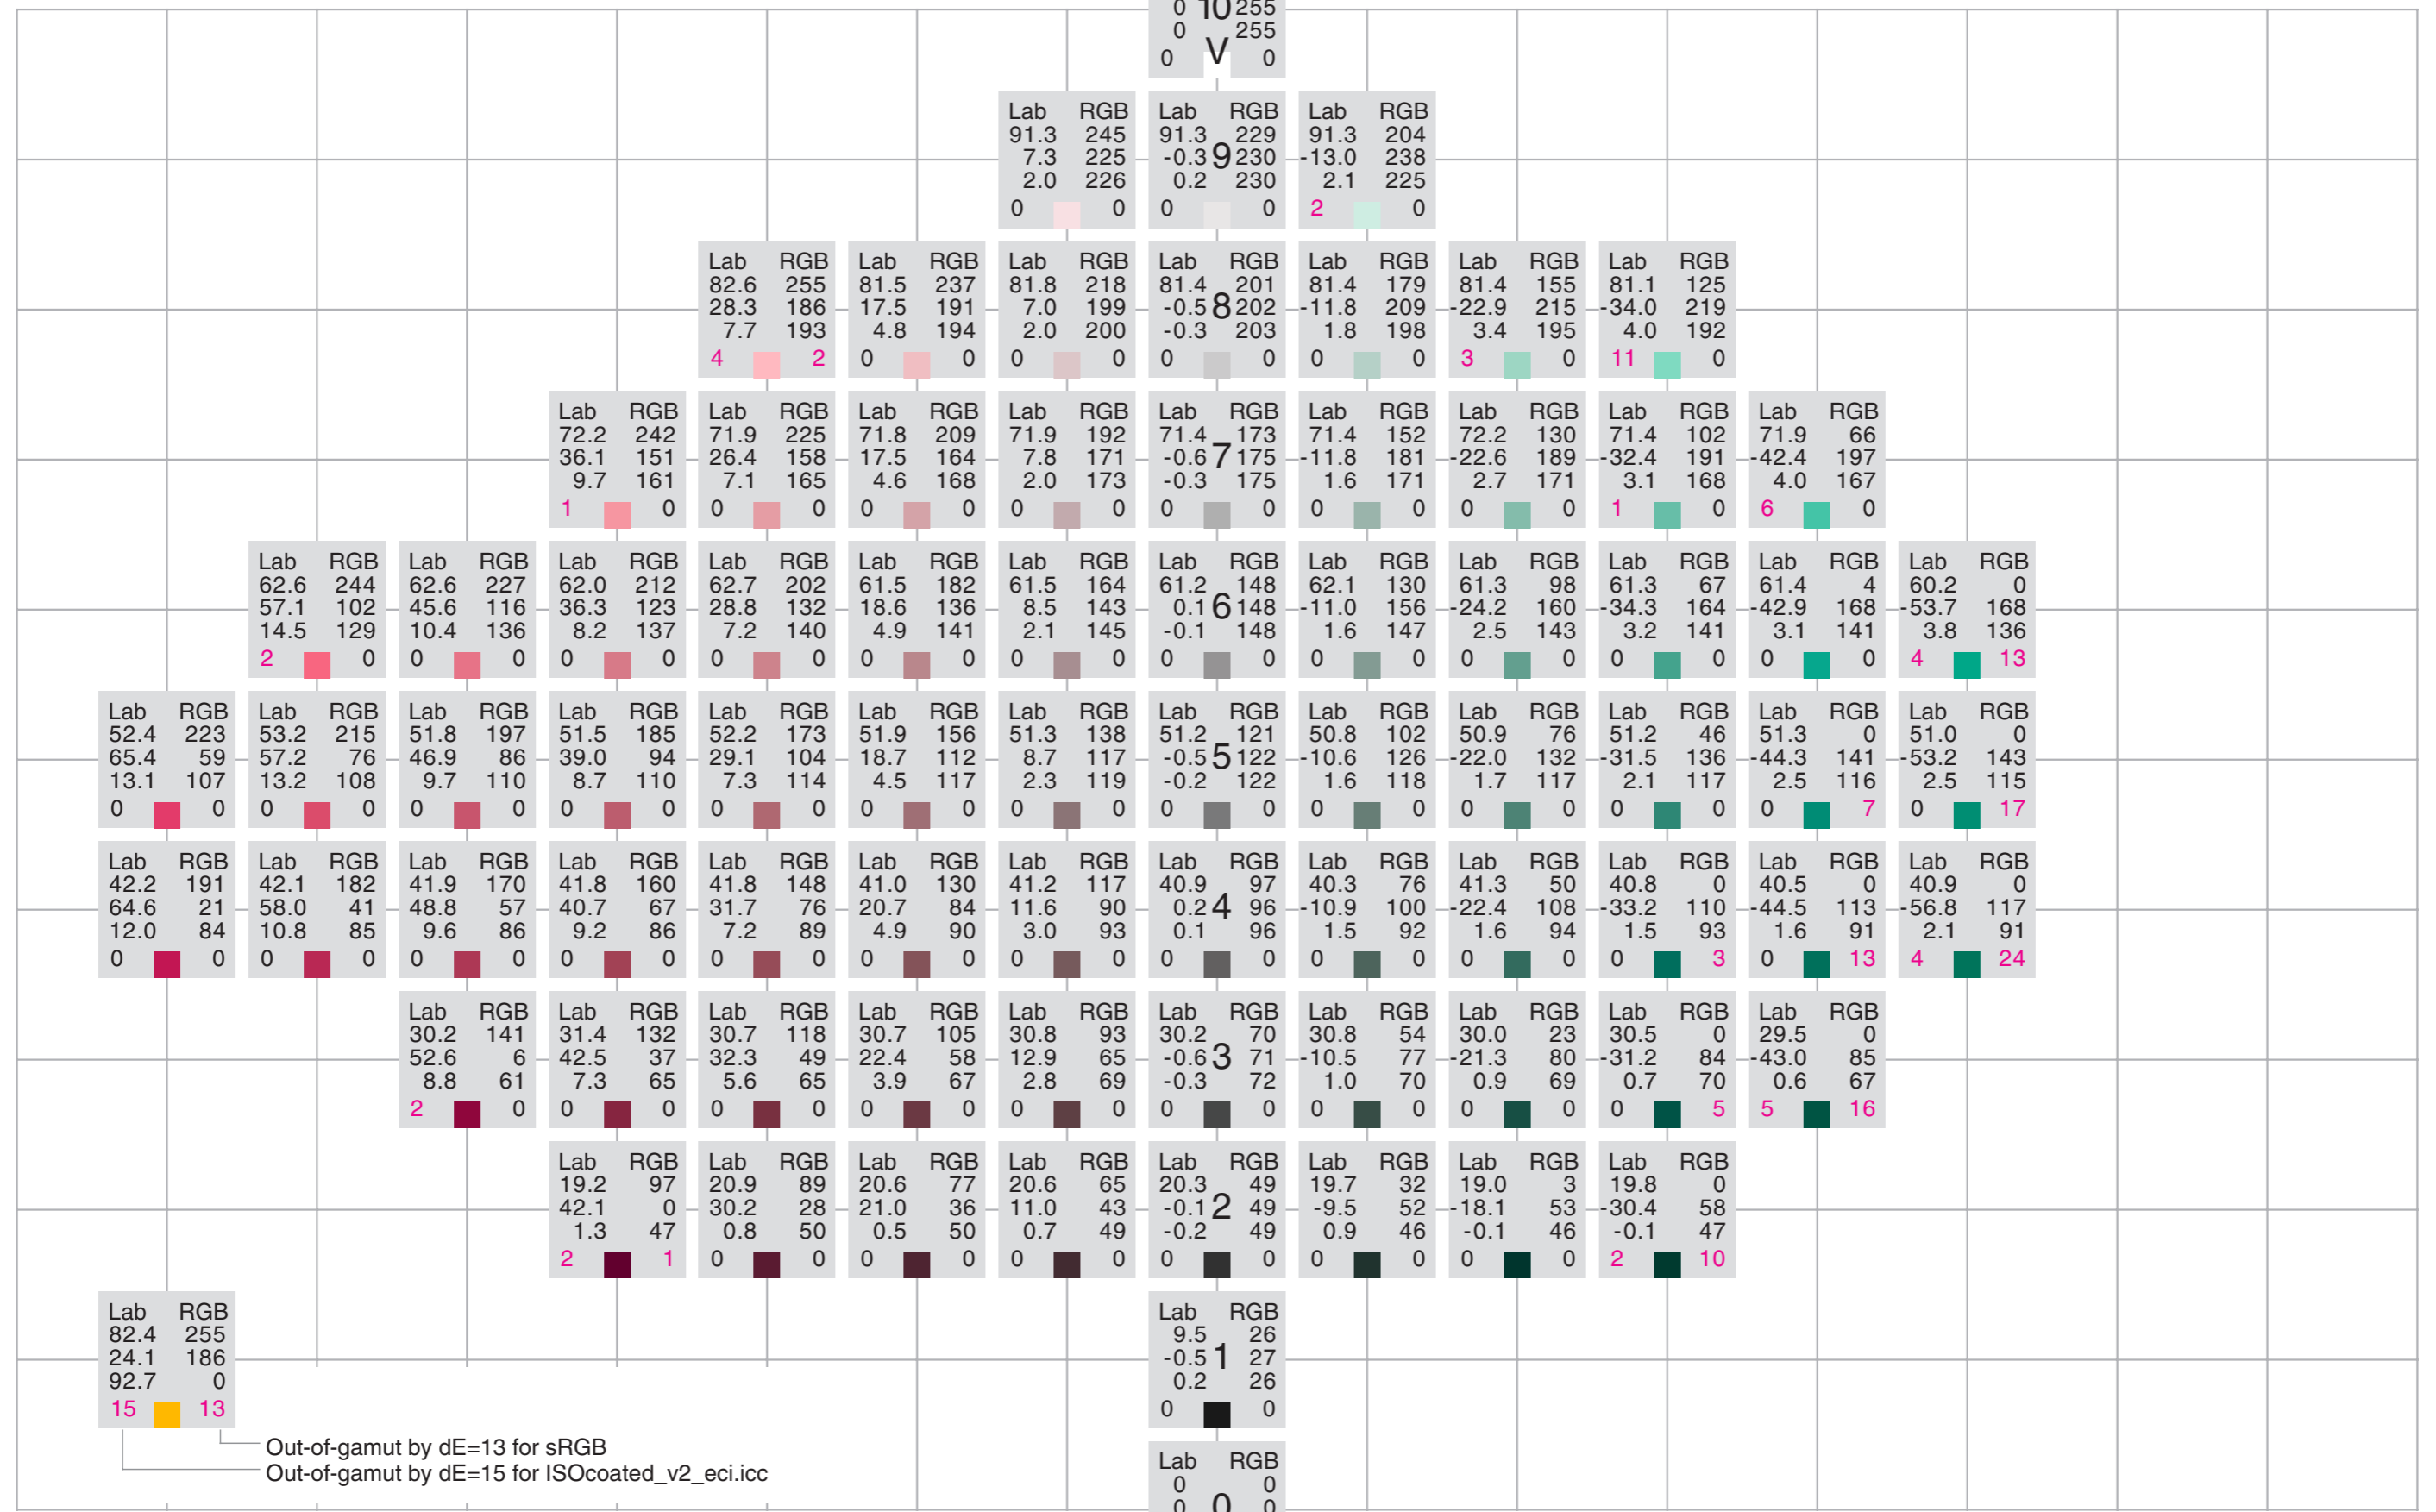 0 10 255
0 255
V
0 0
Lab RGB Lab RGB Lab RGB
91.3 245 91.3 229 91.3 204
7.3 225 -0.3 9 230 -13.0 238
2.0 226 0.2 230 2.1 225
0 0 0 0 2 0
Lab RGB Lab RGB Lab RGB Lab RGB Lab RGB Lab RGB Lab RGB
82.6 255 81.5 237 81.8 218 81.4 201 81.4 179 81.4 155 81.1 125
28.3 186 17.5 191 7.0 199 -0.5 8 202 -11.8 209 -22.9 215 -34.0 219
7.7 193 4.8 194 2.0 200 -0.3 203 1.8 198 3.4 195 4.0 192
4 2 0 0 0 0 0 0 0 0 3 0 11 0
Lab RGB Lab RGB Lab RGB Lab RGB Lab RGB Lab RGB Lab RGB Lab RGB Lab RGB
72.2 242 71.9 225 71.8 209 71.9 192 71.4 173 71.4 152 72.2 130 71.4 102 71.9 66
36.1 151 26.4 158 17.5 164 7.8 171 -0.6 7 175 -11.8 181 -22.6 189 -32.4 191 -42.4 197
9.7 161 7.1 165 4.6 168 2.0 173 -0.3 175 1.6 171 2.7 171 3.1 168 4.0 167
1 0 0 0 0 0 0 0 0 0 0 0 0 0 1 0 6 0
Lab RGB Lab RGB Lab RGB Lab RGB Lab RGB Lab RGB Lab RGB Lab RGB Lab RGB Lab RGB Lab RGB Lab RGB
62.6 244 62.6 227 62.0 212 62.7 202 61.5 182 61.5 164 61.2 148 62.1 130 61.3 98 61.3 67 61.4 4 60.2 0
57.1 102 45.6 116 36.3 123 28.8 132 18.6 136 8.5 143 0.1 6 148 -11.0 156 -24.2 160 -34.3 164 -42.9 168 -53.7 168
14.5 129 10.4 136 8.2 137 7.2 140 4.9 141 2.1 145 -0.1 148 1.6 147 2.5 143 3.2 141 3.1 141 3.8 136
2 0 0 0 0 0 0 0 0 0 0 0 0 0 0 0 0 0 0 0 0 0 4 13
Lab RGB Lab RGB Lab RGB Lab RGB Lab RGB Lab RGB Lab RGB Lab RGB Lab RGB Lab RGB Lab RGB Lab RGB Lab RGB
52.4 223 53.2 215 51.8 197 51.5 185 52.2 173 51.9 156 51.3 138 51.2 121 50.8 102 50.9 76 51.2 46 51.3 0 51.0 0
65.4 59 57.2 76 46.9 86 39.0 94 29.1 104 18.7 112 8.7 117 -0.5 5 122 -10.6 126 -22.0 132 -31.5 136 -44.3 141 -53.2 143
13.1 107 13.2 108 9.7 110 8.7 110 7.3 114 4.5 117 2.3 119 -0.2 122 1.6 118 1.7 117 2.1 117 2.5 116 2.5 115
0 0 0 0 0 0 0 0 0 0 0 0 0 0 0 0 0 0 0 0 0 0 0 7 0 17
Lab RGB Lab RGB Lab RGB Lab RGB Lab RGB Lab RGB Lab RGB Lab RGB Lab RGB Lab RGB Lab RGB Lab RGB Lab RGB
42.2 191 42.1 182 41.9 170 41.8 160 41.8 148 41.0 130 41.2 117 40.9 97 40.3 76 41.3 50 40.8 0 40.5 0 40.9 0
64.6 21 58.0 41 48.8 57 40.7 67 31.7 76 20.7 84 11.6 90 0.2 4 96 -10.9 100 -22.4 108 -33.2 110 -44.5 113 -56.8 117
12.0 84 10.8 85 9.6 86 9.2 86 7.2 89 4.9 90 3.0 93 0.1 96 1.5 92 1.6 94 1.5 93 1.6 91 2.1 91
0 0 0 0 0 0 0 0 0 0 0 0 0 0 0 0 0 0 0 0 0 3 0 13 4 24
Lab RGB Lab RGB Lab RGB Lab RGB Lab RGB Lab RGB Lab RGB Lab RGB Lab RGB Lab RGB
30.2 141 31.4 132 30.7 118 30.7 105 30.8 93 30.2 70 30.8 54 30.0 23 30.5 0 29.5 0
52.6 6 42.5 37 32.3 49 22.4 58 12.9 65 -0.6 3 71 -10.5 77 -21.3 80 -31.2 84 -43.0 85
8.8 61 7.3 65 5.6 65 3.9 67 2.8 69 -0.3 72 1.0 70 0.9 69 0.7 70 0.6 67
2 0 0 0 0 0 0 0 0 0 0 0 0 0 0 0 0 5 5 16
Lab RGB Lab RGB Lab RGB Lab RGB Lab RGB Lab RGB Lab RGB Lab RGB
19.2 97 20.9 89 20.6 77 20.6 65 20.3 49 19.7 32 19.0 3 19.8 0
42.1 0 30.2 28 21.0 36 11.0 43 -0.1 2 49 -9.5 52 -18.1 53 -30.4 58
1.3 47 0.8 50 0.5 50 0.7 49 -0.2 49 0.9 46 -0.1 46 -0.1 47
2 1 0 0 0 0 0 0 0 0 0 0 0 0 2 10
Lab RGB Lab RGB
82.4 255 9.5 26
24.1 186 -0.5 1 27
92.7 0 0.2 26
15 13 0 0
Out-of-gamut by dE=13 for sRGB
Out-of-gamut by dE=15 for ISOcoated_v2_eci.icc
Lab RGB
0 0
0 0 0